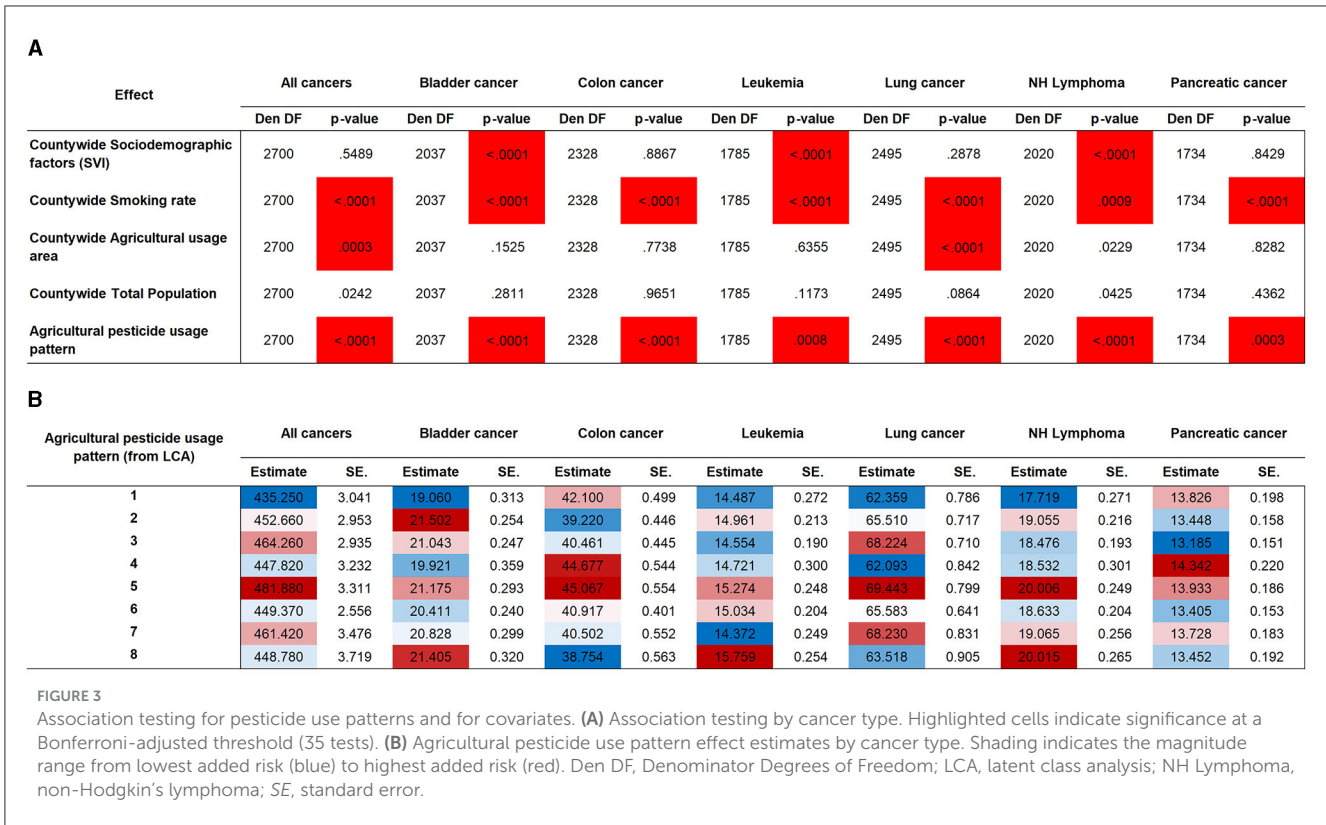 A
Effect All cancers Bladder cancer Colon cancer Leukemia Lung cancer NH Lymphoma Pancreatic cancer
Den DF p-value Den DF p-value Den DF p-value Den DF p-value Den DF p-value Den DF p-value Den DF p-value
Countywide Sociodemographic
factors (SVI) 2700 .5489 2037 <.0001 2328 .8867 1785 <.0001 2495 .2878 2020 <.0001 1734 .8429
Countywide Smoking rate 2700 <.0001 2037 <.0001 2328 <.0001 1785 <.0001 2495 <.0001 2020 .0009 1734 <.0001
Countywide Agricultural usage
area 2700 .0003 2037 .1525 2328 .7738 1785 .6355 2495 <.0001 2020 .0229 1734 .8282
Countywide Total Population 2700 .0242 2037 .2811 2328 .9651 1785 .1173 2495 .0864 2020 .0425 1734 .4362
Agricultural pesticide usage
pattern 2700 <.0001 2037 <.0001 2328 <.0001 1785 .0008 2495 <.0001 2020 <.0001 1734 .0003
B
Agricultural pesticide usage
pattern (from LCA) All cancers Bladder cancer Colon cancer Leukemia Lung cancer NH Lymphoma Pancreatic cancer
Estimate SE. Estimate SE. Estimate SE. Estimate SE. Estimate SE. Estimate SE. Estimate SE.
1 435.250 3.041 19.060 0.313 42.100 0.499 14.487 0.272 62.359 0.786 17.719 0.271 13.826 0.198
2 452.660 2.953 21.502 0.254 39.220 0.446 14.961 0.213 65.510 0.717 19.055 0.216 13.448 0.158
3 464.260 2.935 21.043 0.247 40.461 0.445 14.554 0.190 68.224 0.710 18.476 0.193 13.185 0.151
4 447.820 3.232 19.921 0.359 44.677 0.544 14.721 0.300 62.093 0.842 18.532 0.301 14.342 0.220
5 481.880 3.311 21.175 0.293 45.067 0.554 15.274 0.248 69.443 0.799 20.006 0.249 13.933 0.186
6 449.370 2.556 20.411 0.240 40.917 0.401 15.034 0.204 65.583 0.641 18.633 0.204 13.405 0.153
7 461.420 3.476 20.828 0.299 40.502 0.552 14.372 0.249 68.230 0.831 19.065 0.256 13.728 0.183
8 448.780 3.719 21.405 0.320 38.754 0.563 15.759 0.254 63.518 0.905 20.015 0.265 13.452 0.192
FIGURE 3
Association testing for pesticide use patterns and for covariates. (A) Association testing by cancer type. Highlighted cells indicate significance at a
Bonferroni-adjusted threshold (35 tests). (B) Agricultural pesticide use pattern effect estimates by cancer type. Shading indicates the magnitude
range from lowest added risk (blue) to highest added risk (red). Den DF, Denominator Degrees of Freedom; LCA, latent class analysis; NH Lymphoma,
non-Hodgkin's lymphoma; SE, standard error.